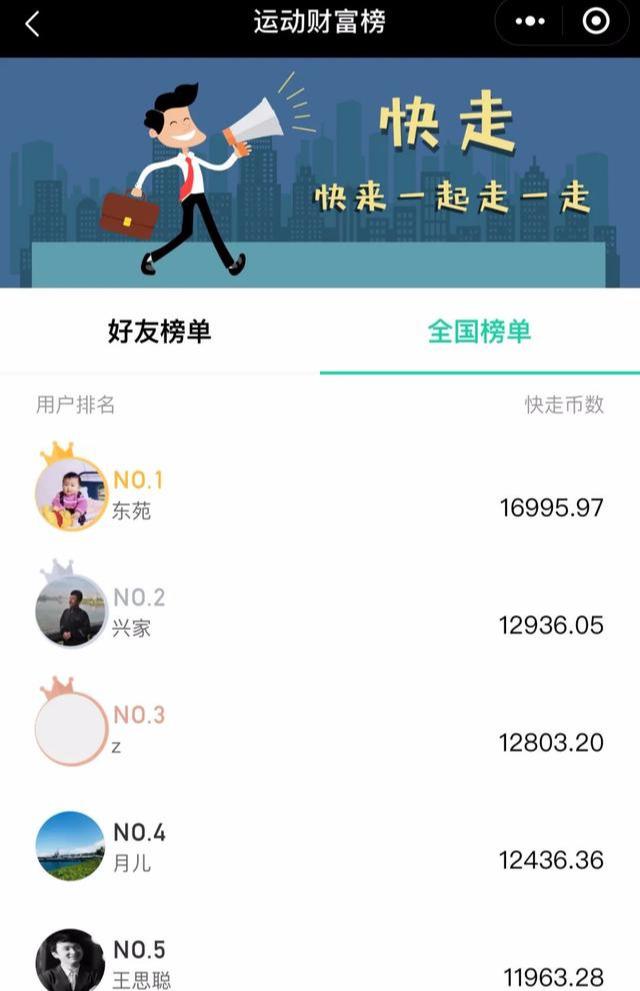 运动财富榜
快走
快来一起走一走
好友榜单
全国榜单
用户排名
快走币数
NO.1
东苑
16995.97
NO.2
兴家
12936.05
NO.3
z
12803.20
NO.4
月儿
12436.36
NO.5
王思聪
11963.28